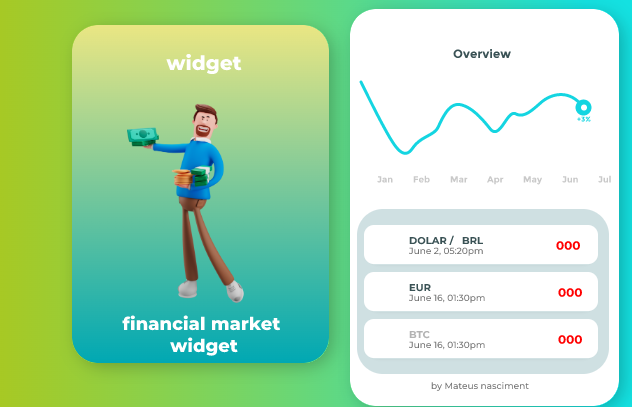 widget
financial market
widget
Overview
+3%
Jan Feb Mar Apr May Jun Jul
DOLAR / BRL
June 2, 05:20pm
000
EUR
June 16, 01:30pm
000
BTC
June 16, 01:30pm
000
by Mateus nasciment